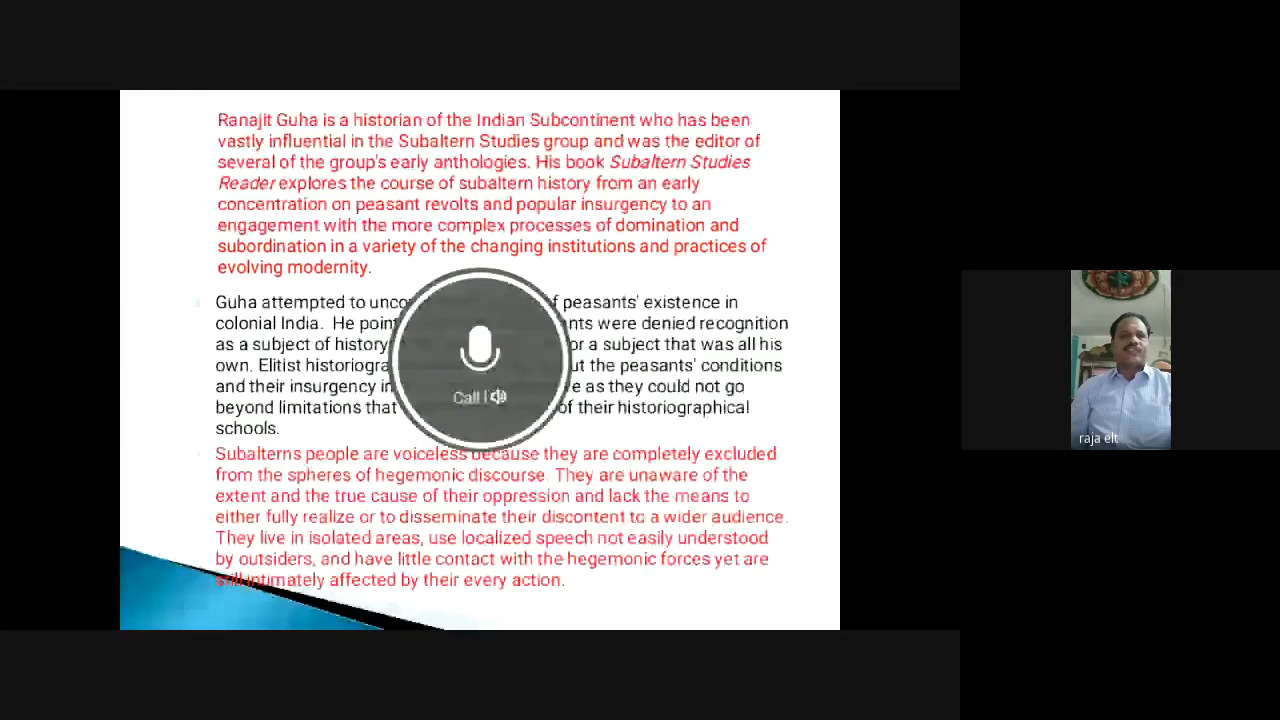 Ranajit Guha is a historian of the Indian Subcontinent who has been
vastly influential in the Subaltern Studies group and was the editor of
several of the group's early anthologies. His book Subaltern Studies
Reader explores the course of subaltern history from an early
concentration on peasant revolts and popular insurgency to an
engagement with the more complex processes of domination and
subordination in a variety of the changing institutions and practices of
evolving modernity.
Guha attempted to peasants' existence in
colonial India. He were denied recognition
as a subject of history or a subject that was all his
own. Elitist the peasants' conditions
and their insurgency as they could not go
beyond limitations that of their historiographical
schools.
Call
Subalterns people are voiceless because they are completely excluded
from the spheres of hegemonic discourse. They are unaware of the
extent and the true cause of their oppression and lack the means to
either fully realize or to disseminate their discontent to a wider audience.
They live in isolated areas, use localized speech not easily understood
by outsiders, and have little contact with the hegemonic forces yet are
still intimately affected by their every action.
raja elt